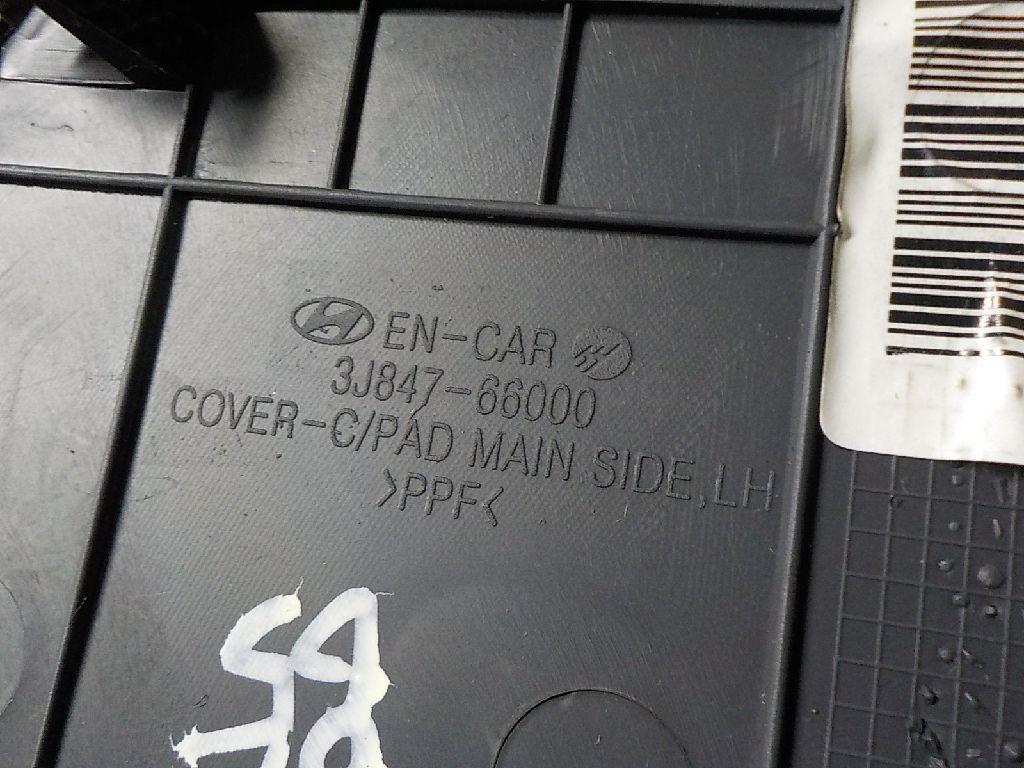 EN-CAR
3J847-66000
COVER-C/PAD MAIN SIDE,LH
>PPF<